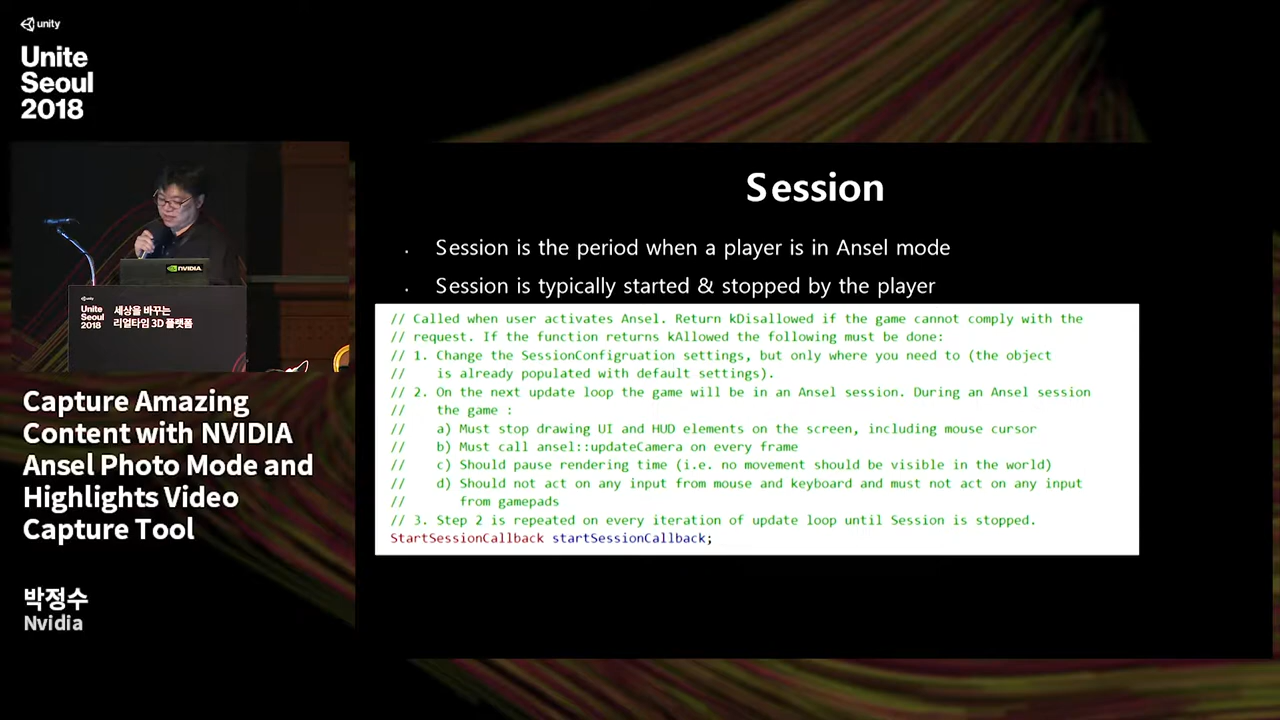 unity
Unite
Seoul
2018
NVIDIA
unity
Unite
Seoul
2018
세상을 바꾸는
리얼타임 3D 플랫폼
Capture Amazing
Content with NVIDIA
Ansel Photo Mode and
Highlights Video
Capture Tool
박정수
Nvidia
Session
· Session is the period when a player is in Ansel mode
· Session is typically started & stopped by the player
// Called when user activates Ansel. Return kDisallowed if the game cannot comply with the
// request. If the function returns kAllowed the following must be done:
// 1. Change the SessionConfigruation settings, but only where you need to (the object
//    is already populated with default settings).
// 2. On the next update loop the game will be in an Ansel session. During an Ansel session
//    the game :
//    a) Must stop drawing UI and HUD elements on the screen, including mouse cursor
//    b) Must call ansel::updateCamera on every frame
//    c) Should pause rendering time (i.e. no movement should be visible in the world)
//    d) Should not act on any input from mouse and keyboard and must not act on any input
//       from gamepads
// 3. Step 2 is repeated on every iteration of update loop until Session is stopped.
StartSessionCallback startSessionCallback;